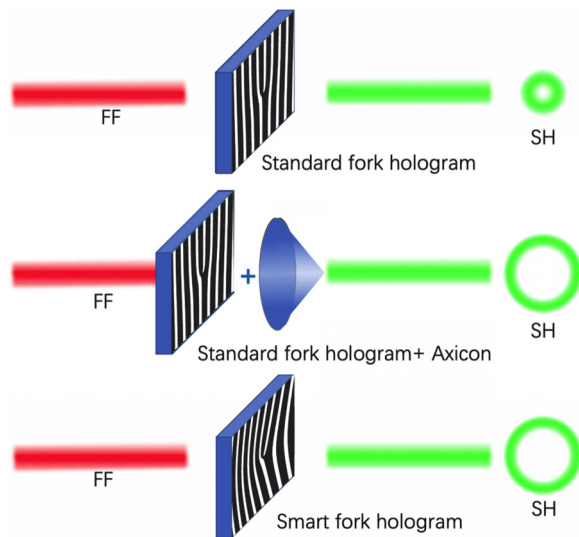 FF
SH
Standard fork hologram
+
FF
SH
Standard fork hologram+ Axicon
FF
SH
Smart fork hologram